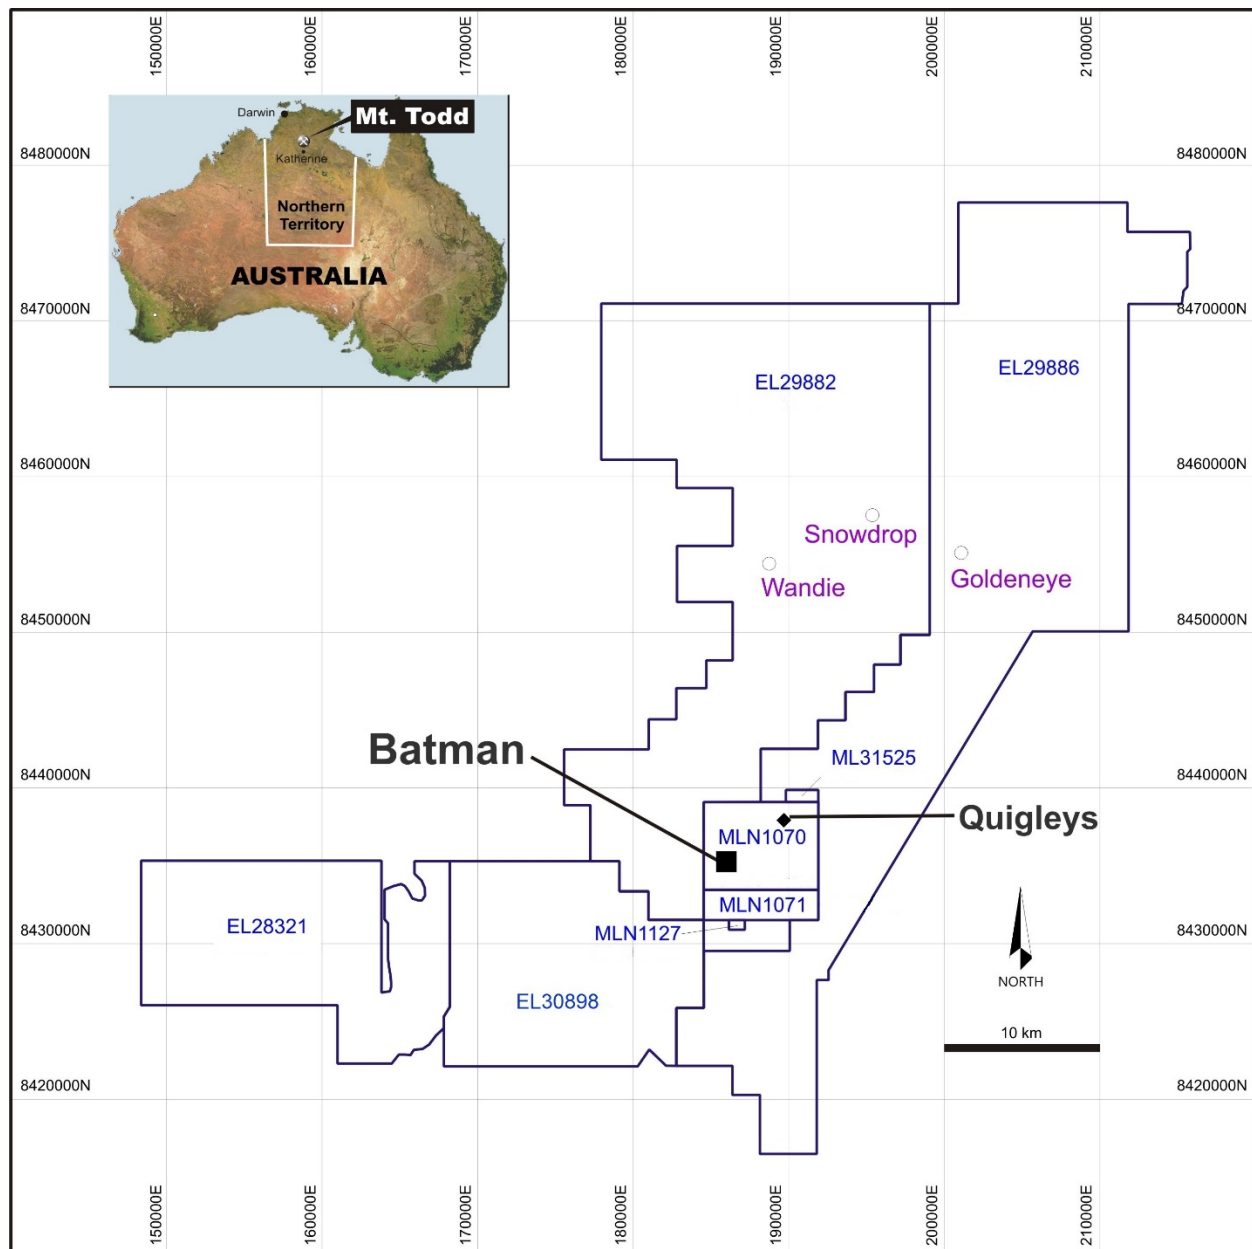 150000E
160000E
170000E
180000E
190000E
200000E
210000E
Darwin
Mt. Todd
Katherine
Northern
Territory
AUSTRALIA
8480000N
8480000N
8470000N
8470000N
EL29882
EL29886
8460000N
8460000N
Snowdrop
Wandie
Goldeneye
8450000N
8450000N
Batman
ML31525
8440000N
8440000N
Quigleys
MLN1070
MLN1071
EL28321
MLN1127
8430000N
8430000N
NORTH
EL30898
10 km
8420000N
8420000N
150000E
160000E
170000E
180000E
190000E
200000E
210000E